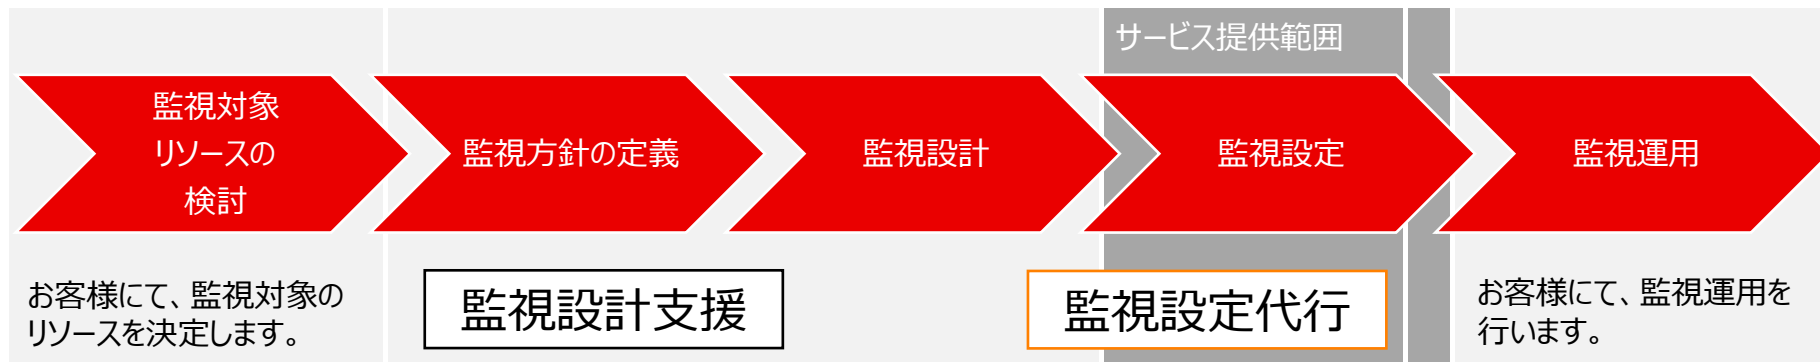 サービス提供範囲
監視対象
リソースの
検討
監視方針の定義
監視設計
監視設定
監視運用
お客様にて、監視対象の
リソースを決定します。
監視設計支援
監視設定代行
お客様にて、監視運用を
行います。